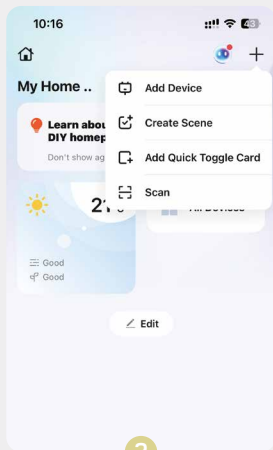 10:16
43
My Home ..
Add Device
Create Scene
Add Quick Toggle Card
Scan
Learn abou
DIY homep
Don't show ag
Good
Good
Edit